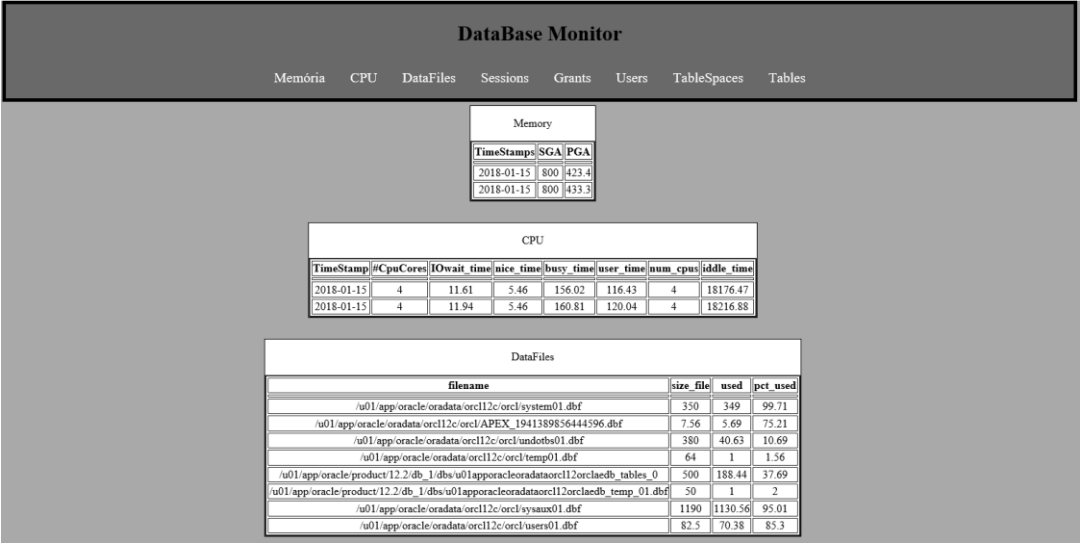 DataBase Monitor
Memória CPU DataFiles Sessions Grants Users TableSpaces Tables
Memory
TimeStamps SGA PGA
2018-01-15 800 423.4
2018-01-15 800 433.3
CPU
TimeStamp #CpuCores IOwait_time nice_time busy_time user_time num_cpus iddle_time
2018-01-15 4 11.61 5.46 156.02 116.43 4 18176.47
2018-01-15 4 11.94 5.46 160.81 120.04 4 18216.88
DataFiles
filename size_file used pct_used
/u01/app/oracle/oradata/orcl12c/orcl/system01.dbf 350 349 99.71
/u01/app/oracle/oradata/orcl12c/orcl/APEX_1941389856444596.dbf 7.56 5.69 75.21
/u01/app/oracle/oradata/orcl12c/orcl/undotbs01.dbf 380 40.63 10.69
/u01/app/oracle/oradata/orcl12c/orcl/temp01.dbf 64 1 1.56
/u01/app/oracle/product/12.2/db_1/dbs/u01apporacleoradataorcl12orclaedb_tables_0 500 188.44 37.69
/u01/app/oracle/product/12.2/db_1/dbs/u01apporacleoradataorcl12orclaedb_temp_01.dbf 50 1 2
/u01/app/oracle/oradata/orcl12c/orcl/sysaux01.dbf 1190 1130.56 95.01
/u01/app/oracle/oradata/orcl12c/orcl/users01.dbf 82.5 70.38 85.3